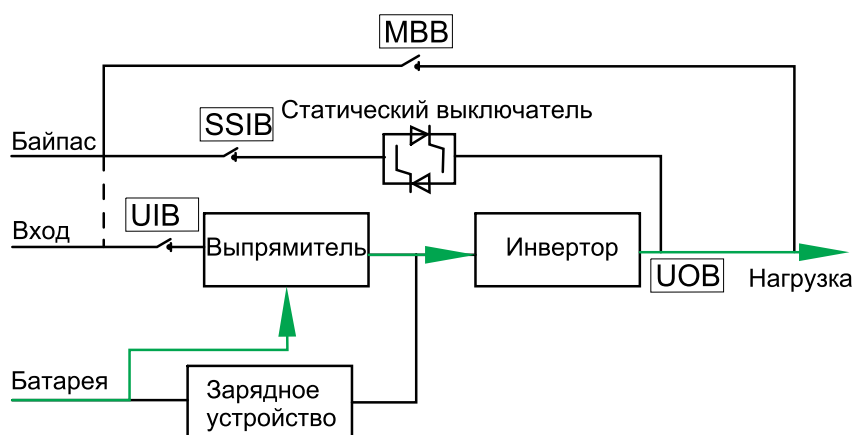 MBB
Статический выключатель
SSIB
Байпас
UIB
Вход
Выпрямитель
Инвертор
UOB
Нагрузка
Батарея
Зарядное
устройство